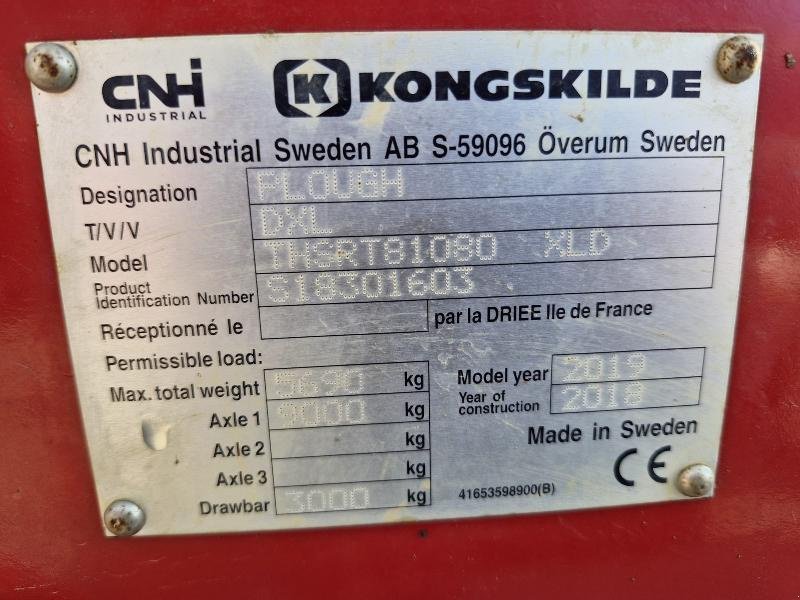 CNHi INDUSTRIAL K KONGSKILDE
CNH Industrial Sweden AB S-59096 Överum Sweden
Designation PLOUGH
T/V/V DXL
Model THSRT81080 XLD
Product Identification Number S18301603
Réceptionné le par la DRIEE Ile de France
Permissible load:
Max. total weight 5690 kg Model year 2019
Axle 1 9000 kg Year of construction 2018
Axle 2 kg Made in Sweden
Axle 3 kg CE
Drawbar 3000 kg 41653598900(B)